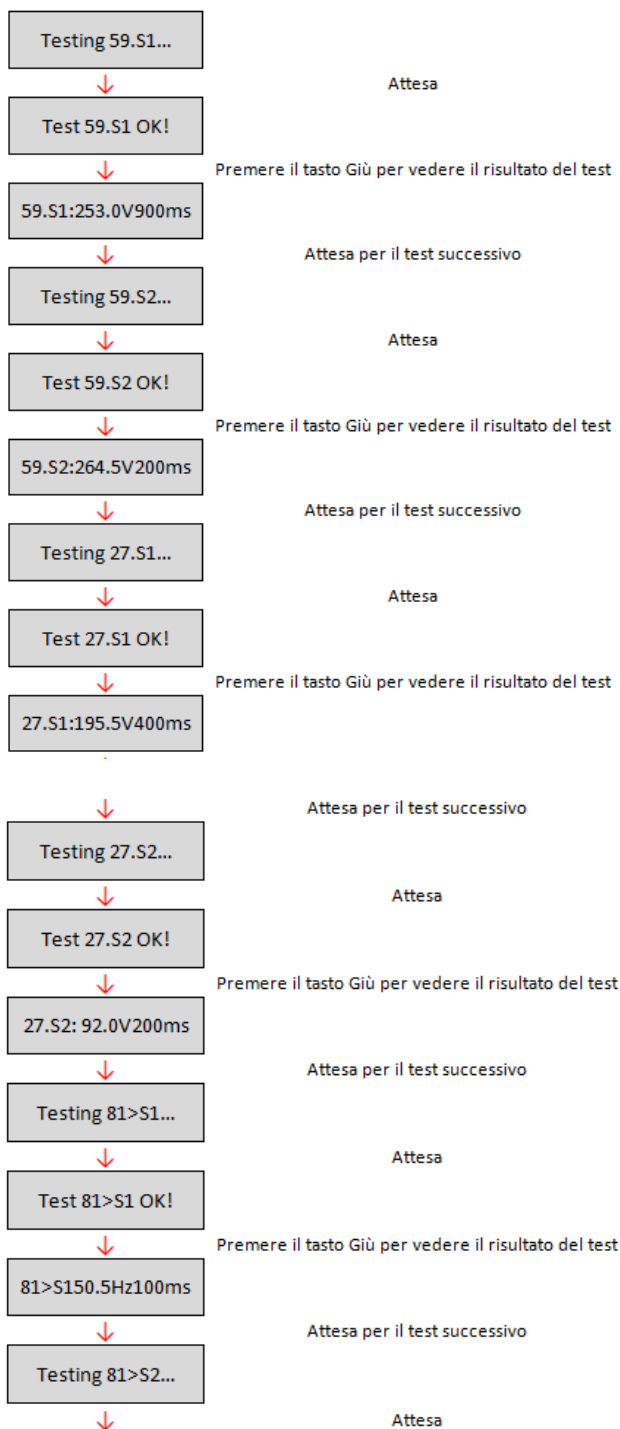 Testing 59.S1...
Attesa
Test 59.S1 OK!
Premere il tasto Giù per vedere il risultato del test
59.S1:253.0V900ms
Attesa per il test successivo
Testing 59.S2...
Attesa
Test 59.S2 OK!
Premere il tasto Giù per vedere il risultato del test
59.S2:264.5V200ms
Attesa per il test successivo
Testing 27.S1...
Attesa
Test 27.S1 OK!
Premere il tasto Giù per vedere il risultato del test
27.S1:195.5V400ms
Attesa per il test successivo
Testing 27.S2...
Attesa
Test 27.S2 OK!
Premere il tasto Giù per vedere il risultato del test
27.S2: 92.0V200ms
Attesa per il test successivo
Testing 81>S1...
Attesa
Test 81>S1 OK!
Premere il tasto Giù per vedere il risultato del test
81>S150.5Hz100ms
Attesa per il test successivo
Testing 81>S2...
Attesa